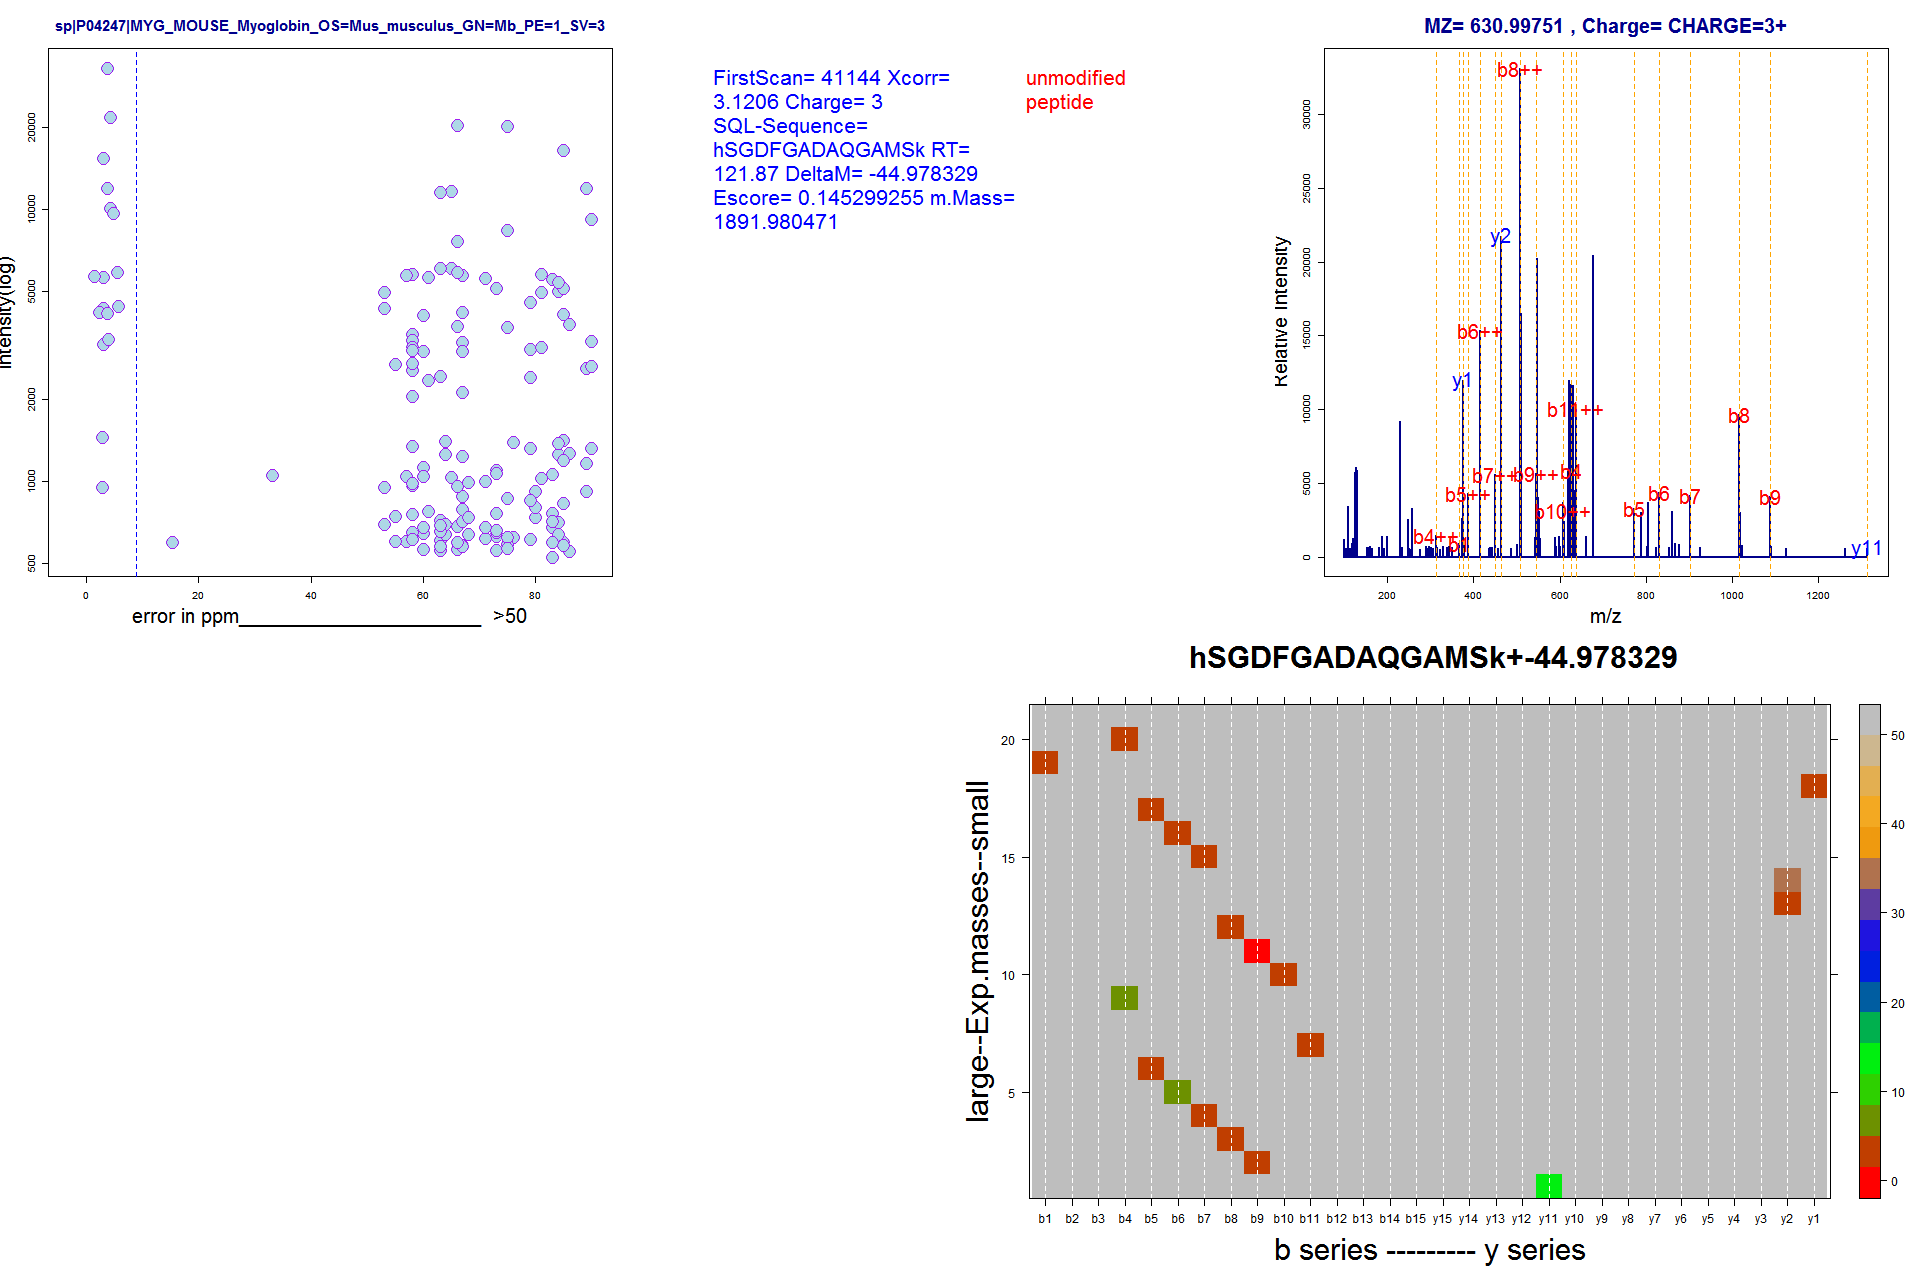 sp|P04247|MYG_MOUSE_Myoglobin_OS=Mus_musculus_GN=Mb_PE=1_SV=3
Intensity(log)
500
1000
2000
5000
10000
20000
0
20
40
60
80
error in ppm______________________ >50
FirstScan= 41144 Xcorr=
3.1206 Charge= 3
SQL-Sequence=
hSGDFGADAQGAMSk RT=
121.87 DeltaM= -44.978329
Escore= 0.145299255 m.Mass=
1891.980471
unmodified
peptide
MZ= 630.99751 , Charge= CHARGE=3+
Relative Intensity
0
5000
10000
15000
20000
25000
30000
b8++
y2
b6++
y1
b11++
b8
b7++
b9++
b4
b5++
b6
b7
b9
b10++
b5
b4++
b1
y11
200
400
600
800
1000
1200
m/z
hSGDFGADAQGAMSk+-44.978329
large--Exp.masses--small
20
15
10
5
b1 b2 b3 b4 b5 b6 b7 b8 b9 b10 b11 b12 b13 b14 b15 y15 y14 y13 y12 y11 y10 y9 y8 y7 y6 y5 y4 y3 y2 y1
b series --------- y series
50
40
30
20
10
0